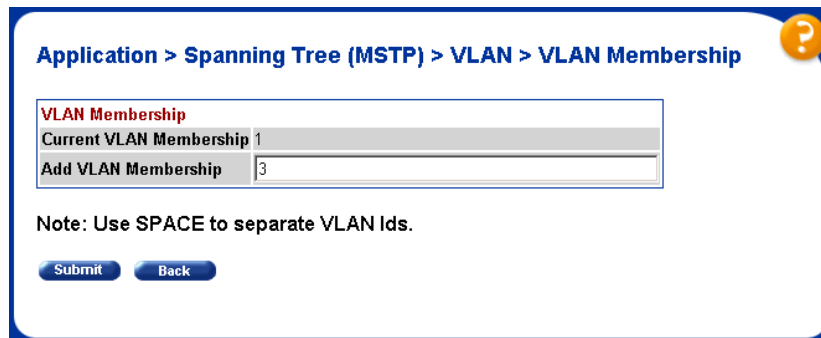 Application > Spanning Tree (MSTP) > VLAN > VLAN Membership
?
VLAN Membership
Current VLAN Membership 1
Add VLAN Membership 3
Note: Use SPACE to separate VLAN Ids.
Submit Back